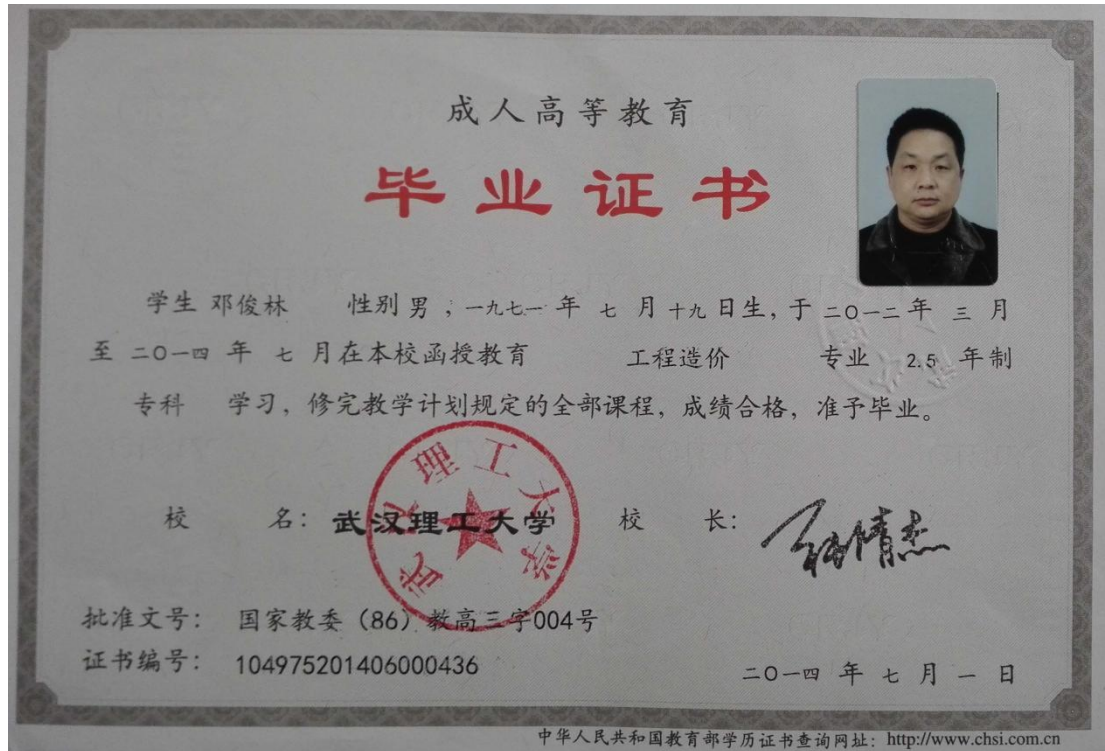 成人高等教育
毕业证书
学生 邓俊林 性别 男，一九七一 年 七 月 十九 日生，于 二〇一二 年 三 月
至 二〇一四 年 七 月在本校函授教育 工程造价 专业 2.5 年制
专科 学习，修完教学计划规定的全部课程，成绩合格，准予毕业。
武汉理工大学
校 名：武汉理工大学 校 长：
批准文号：国家教委（86）教高三字004号
证书编号：104975201406000436
二〇一四 年 七 月 一 日
中华人民共和国教育部学历证书查询网址：http://www.chsi.com.cn